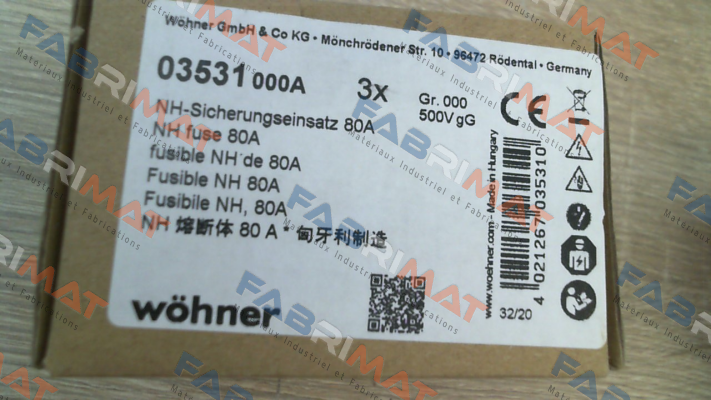 Wöhner GmbH & Co KG • Mönchrödener Str. 10 • 96472 Rödental • Germany
03531 000A
3x
Gr. 000
500V gG
CE
NH-Sicherungseinsatz 80A
NH fuse 80A
fusible NH de 80A
Fusible NH 80A
Fusibile NH, 80A
NH 熔断体 80 A * 匈牙利制造
wöhner
www.woehner.com - Made in Hungary
4 021267 035310
32/20
FABRIMAT
Matériaux Industriel et Fabrications